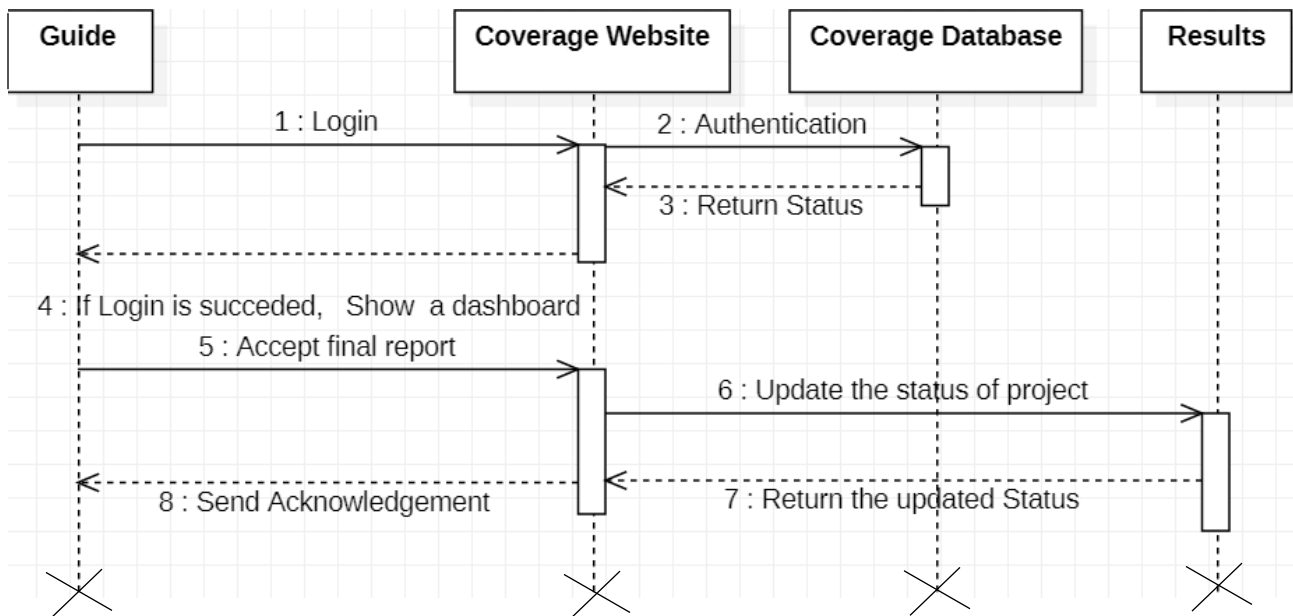 Guide
Coverage Website
Coverage Database
Results
1 : Login
2 : Authentication
3 : Return Status
4 : If Login is succeded, Show a dashboard
5 : Accept final report
6 : Update the status of project
7 : Return the updated Status
8 : Send Acknowledgement